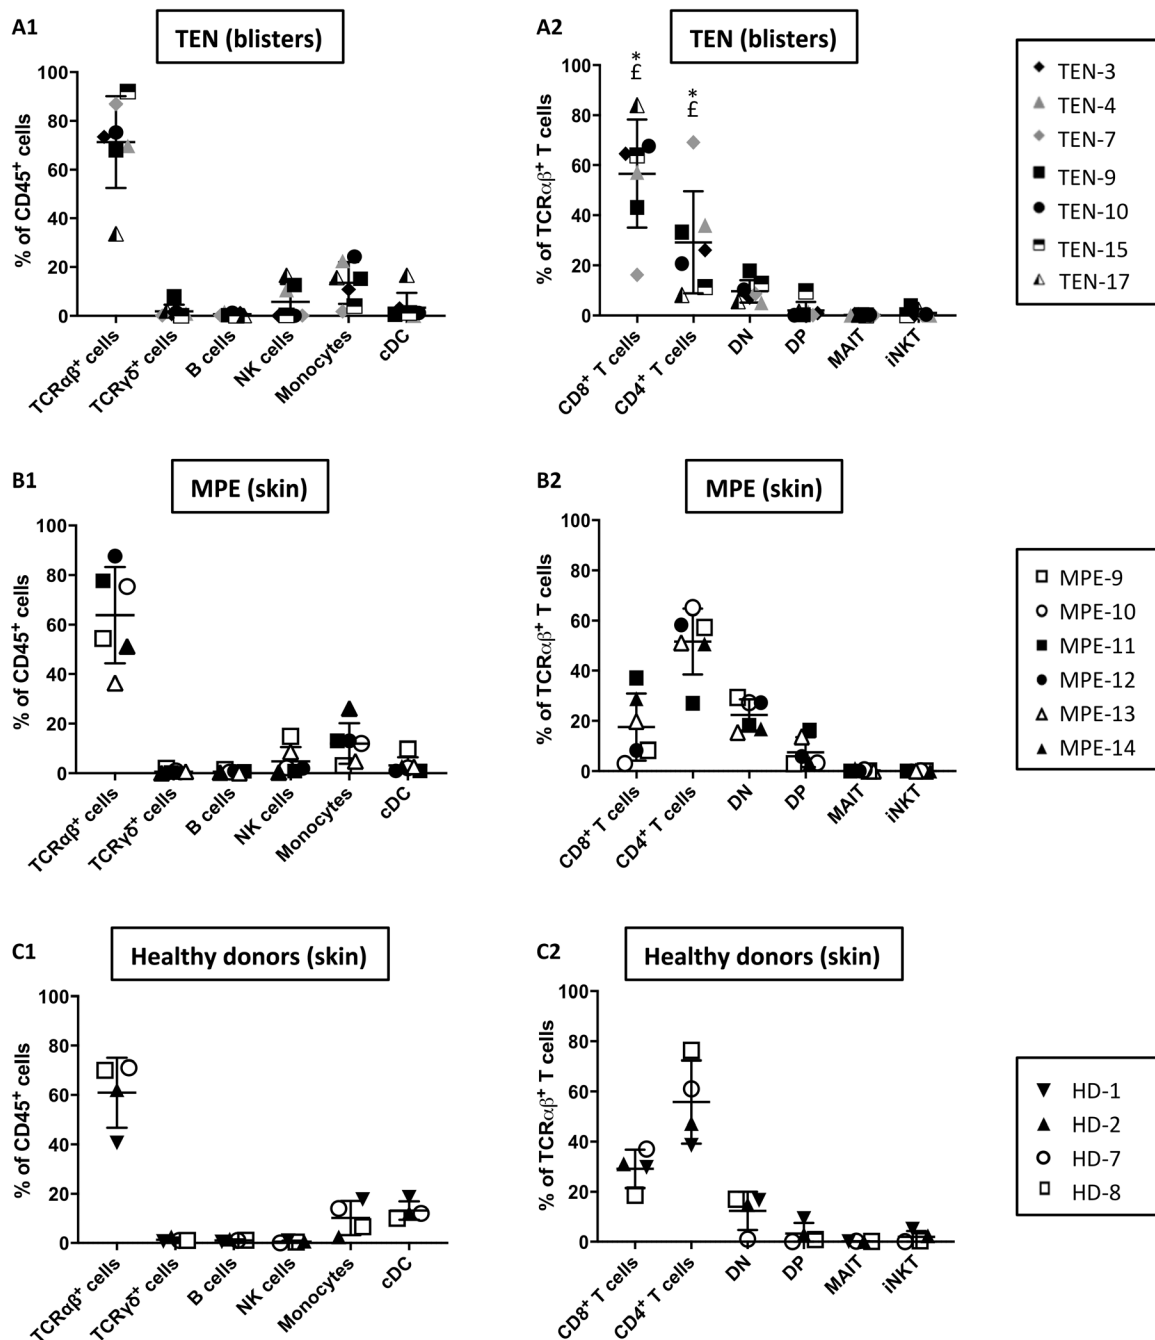 A1
TEN (blisters)
% of CD45⁺ cells
100
80
60
40
20
0
TCRαβ⁺ cells
TCRγδ⁺ cells
B cells
NK cells
Monocytes
cDC
A2
TEN (blisters)
% of TCRαβ⁺ T cells
100
80
60
40
20
0
*
£
*
£
CD8⁺ T cells
CD4⁺ T cells
DN
DP
MAIT
iNKT
TEN-3
TEN-4
TEN-7
TEN-9
TEN-10
TEN-15
TEN-17
B1
MPE (skin)
% of CD45⁺ cells
100
80
60
40
20
0
TCRαβ⁺ cells
TCRγδ⁺ cells
B cells
NK cells
Monocytes
cDC
B2
MPE (skin)
% of TCRαβ⁺ T cells
100
80
60
40
20
0
CD8⁺ T cells
CD4⁺ T cells
DN
DP
MAIT
iNKT
MPE-9
MPE-10
MPE-11
MPE-12
MPE-13
MPE-14
C1
Healthy donors (skin)
% of CD45⁺ cells
100
80
60
40
20
0
TCRαβ⁺ cells
TCRγδ⁺ cells
B cells
NK cells
Monocytes
cDC
C2
Healthy donors (skin)
% of TCRαβ⁺ T cells
100
80
60
40
20
0
CD8⁺ T cells
CD4⁺ T cells
DN
DP
MAIT
iNKT
HD-1
HD-2
HD-7
HD-8